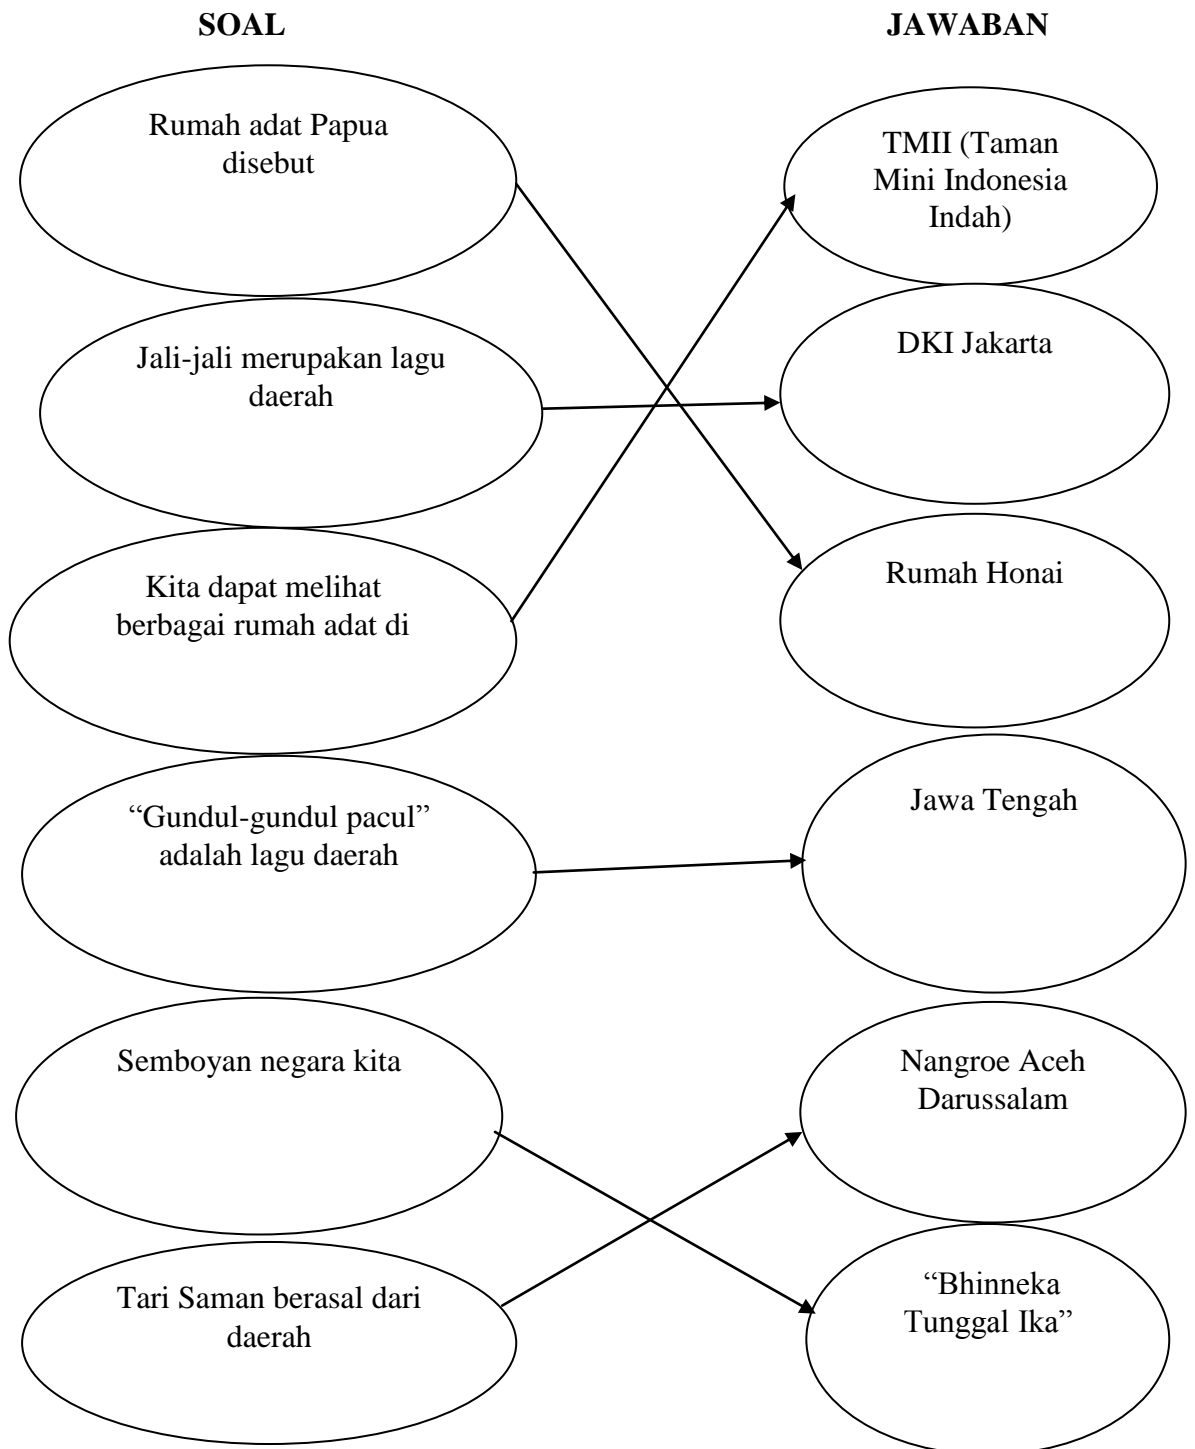 SOAL
JAWABAN
Rumah adat Papua
disebut
TMII (Taman
Mini Indonesia
Indah)
Jali-jali merupakan lagu
daerah
DKI Jakarta
Kita dapat melihat
berbagai rumah adat di
Rumah Honai
“Gundul-gundul pacul”
adalah lagu daerah
Jawa Tengah
Semboyan negara kita
Nangroe Aceh
Darussalam
Tari Saman berasal dari
daerah
“Bhinneka
Tunggal Ika”